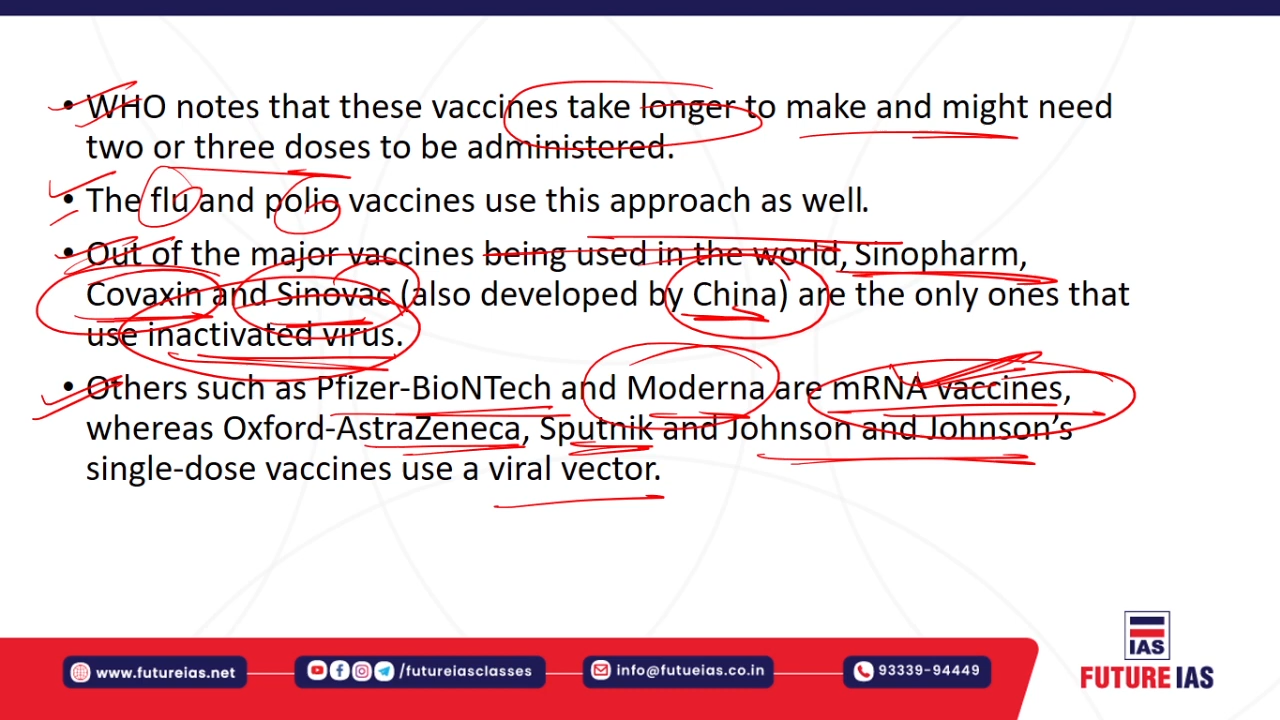 • WHO notes that these vaccines take longer to make and might need
two or three doses to be administered.
• The flu and polio vaccines use this approach as well.
• Out of the major vaccines being used in the world, Sinopharm,
Covaxin and Sinovac (also developed by China) are the only ones that
use inactivated virus.
• Others such as Pfizer-BioNTech and Moderna are mRNA vaccines,
whereas Oxford-AstraZeneca, Sputnik and Johnson and Johnson's
single-dose vaccines use a viral vector.
IAS
FUTURE IAS
www.futureias.net
/futureiasclasses
info@futueias.co.in
93339-94449